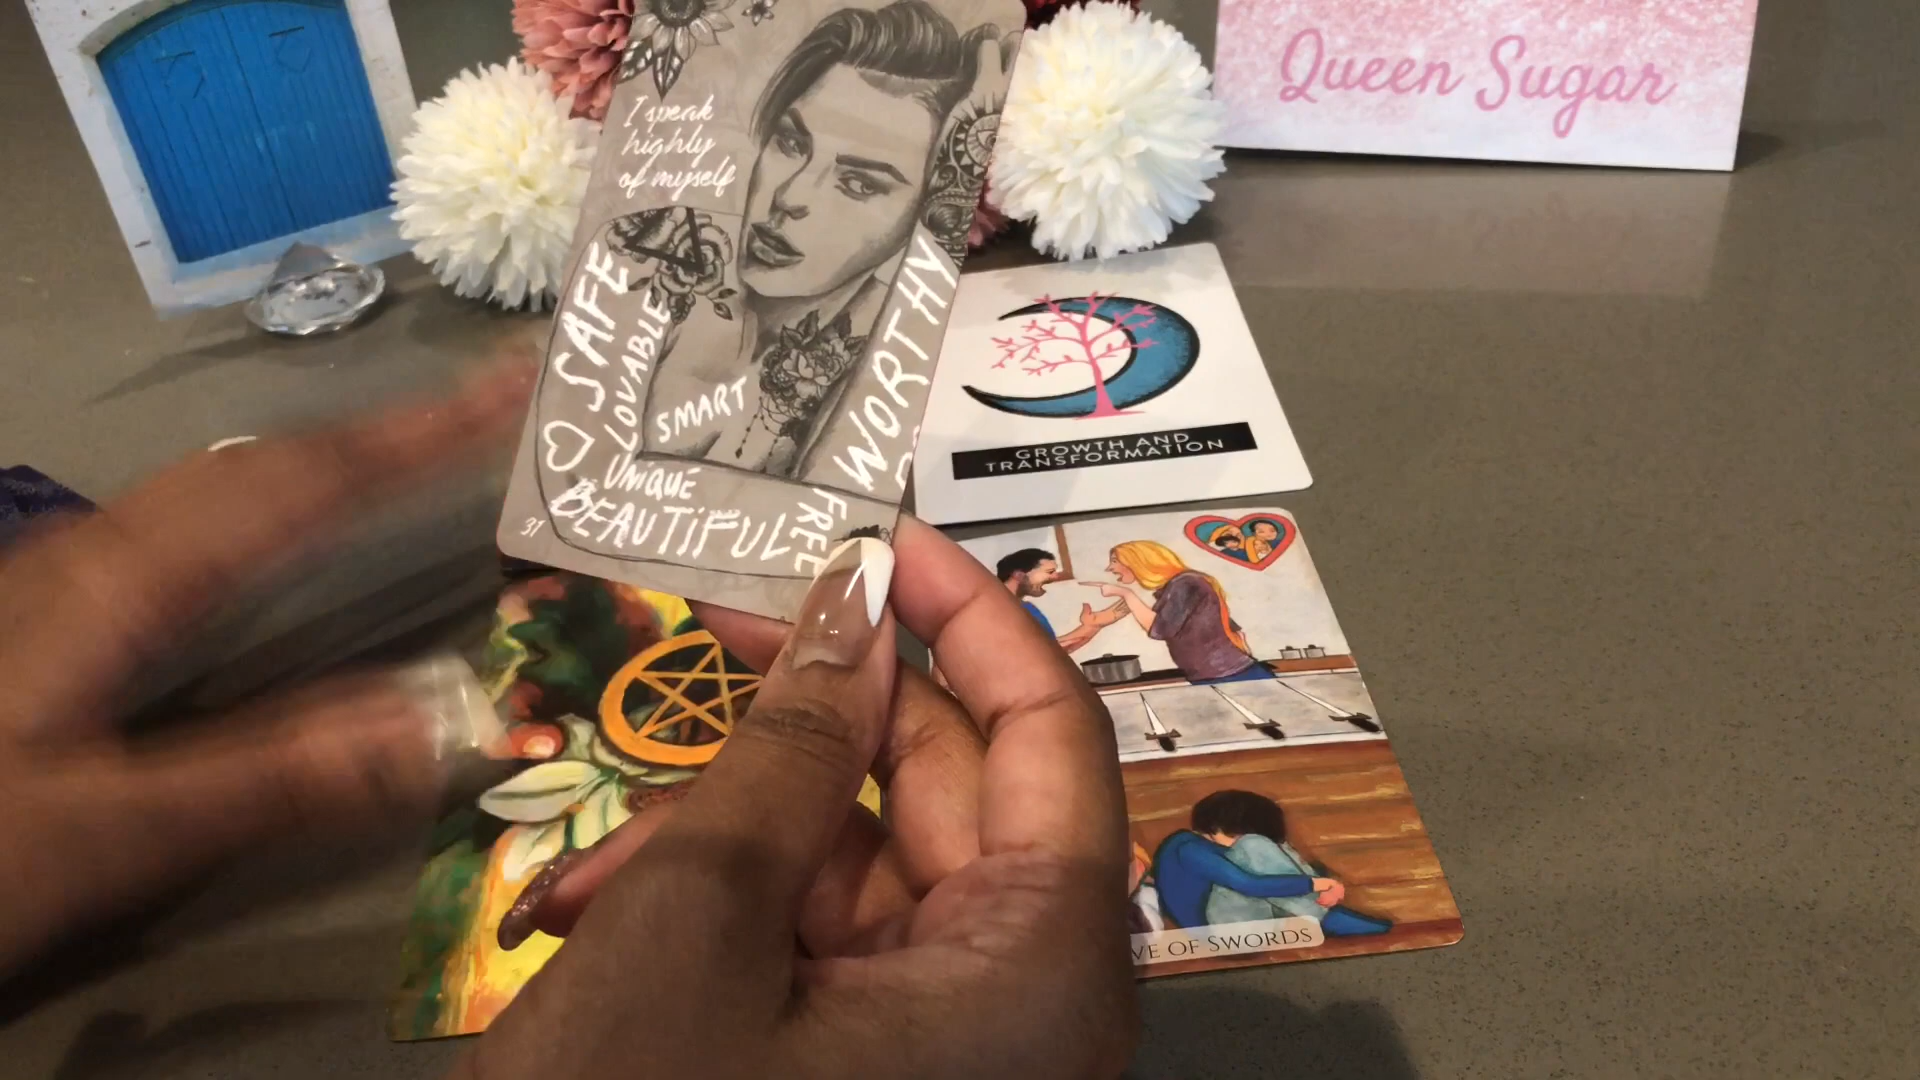 Queen Sugar
I speak
highly
of myself
SAFE
LOVABLE
SMART
UNIQUE
BEAUTIFUL
FREE
WORTHY
31
GROWTH AND
TRANSFORMATION
VE OF SWORDS